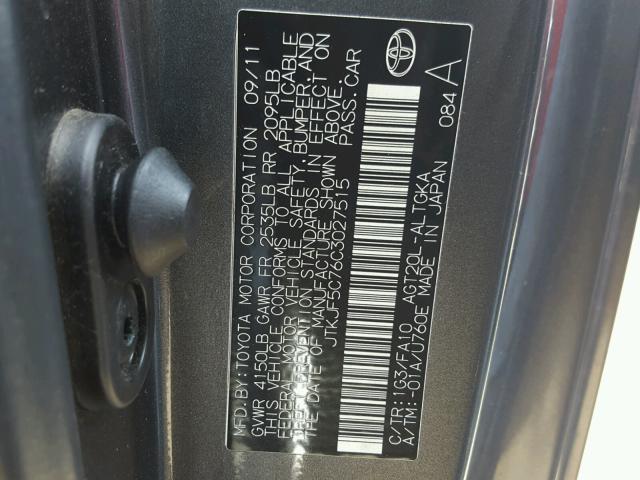 MFD.BY:TOYOTA MOTOR CORPORATION 09/11
GVWR 4150LB GAWR FR 2535LB RR 2095LB
THIS VEHICLE CONFORMS TO ALL APPLICABLE
FEDERAL MOTOR VEHICLE SAFETY,BUMPER,AND
THEFT PREVENTION STANDARDS IN EFFECT ON
THE DATE OF MANUFACTURE SHOWN ABOVE.
JTKJF5C76C3027515 PASS.CAR
C/TR:1G3/FA10 AGT20L-ALTGKA 084 A
A/TM:-01A/U760E MADE IN JAPAN